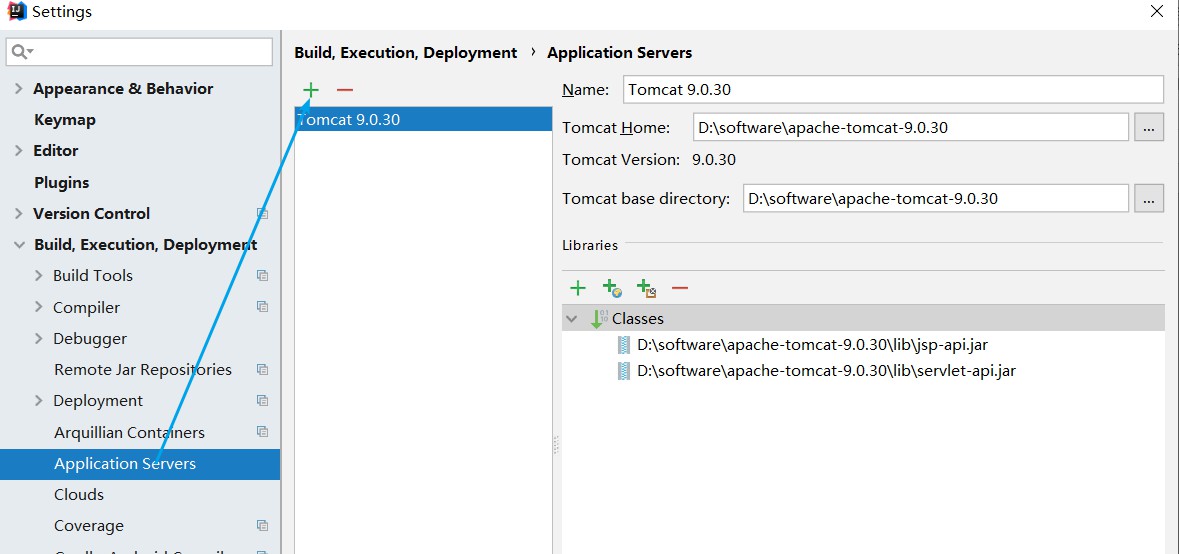 Settings
Appearance & Behavior
Keymap
Editor
Plugins
Version Control
Build, Execution, Deployment
Build Tools
Compiler
Debugger
Remote Jar Repositories
Deployment
Arquillian Containers
Application Servers
Clouds
Coverage
Build, Execution, Deployment › Application Servers
Tomcat 9.0.30
Name: Tomcat 9.0.30
Tomcat Home: D:\software\apache-tomcat-9.0.30 ...
Tomcat Version: 9.0.30
Tomcat base directory: D:\software\apache-tomcat-9.0.30 ...
Libraries
Classes
D:\software\apache-tomcat-9.0.30\lib\jsp-api.jar
D:\software\apache-tomcat-9.0.30\lib\servlet-api.jar